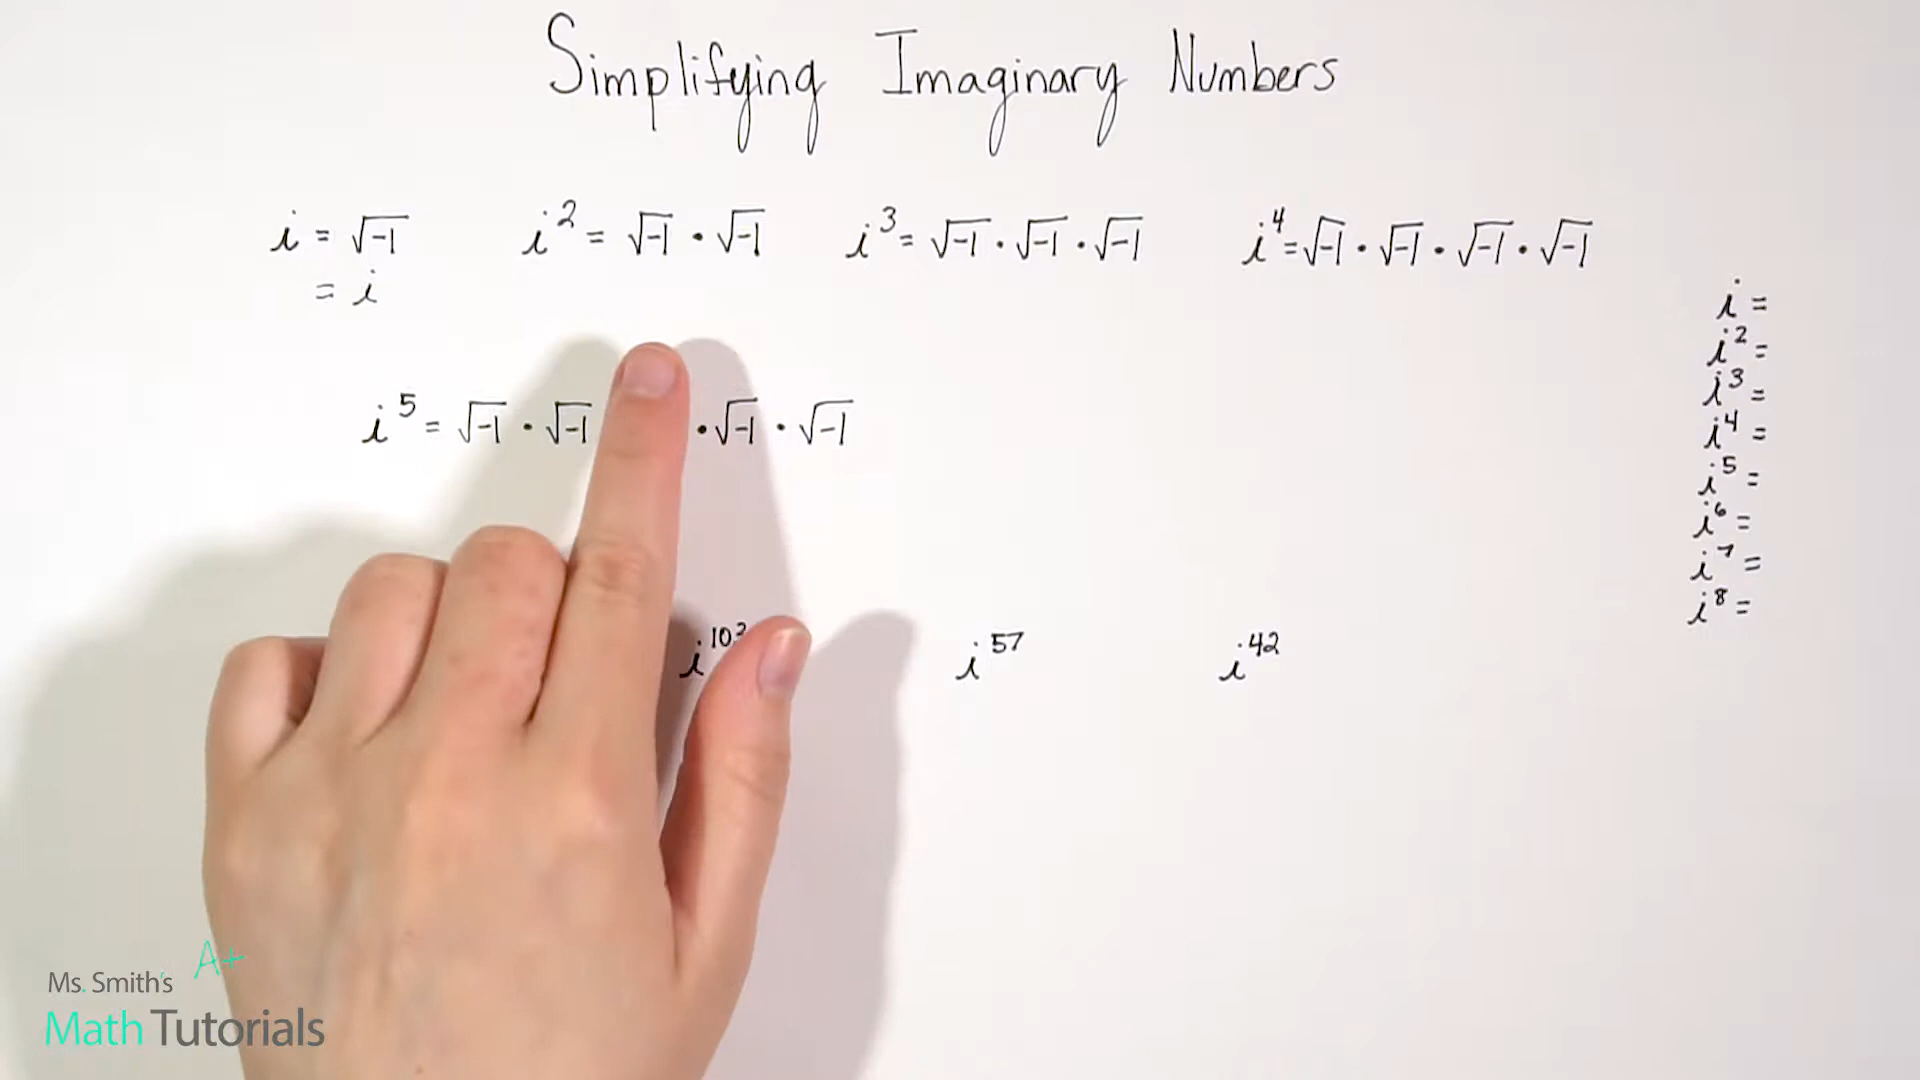 Simplifying Imaginary Numbers
i = √-1
= i
i² = √-1 · √-1
i³ = √-1 · √-1 · √-1
i⁴ = √-1 · √-1 · √-1 · √-1
i⁵ = √-1 · √-1 · √-1 · √-1
i =
i² =
i³ =
i⁴ =
i⁵ =
i⁶ =
i⁷ =
i⁸ =
i¹⁰³
i⁵⁷
i⁴²
Ms. Smith's A+
Math Tutorials